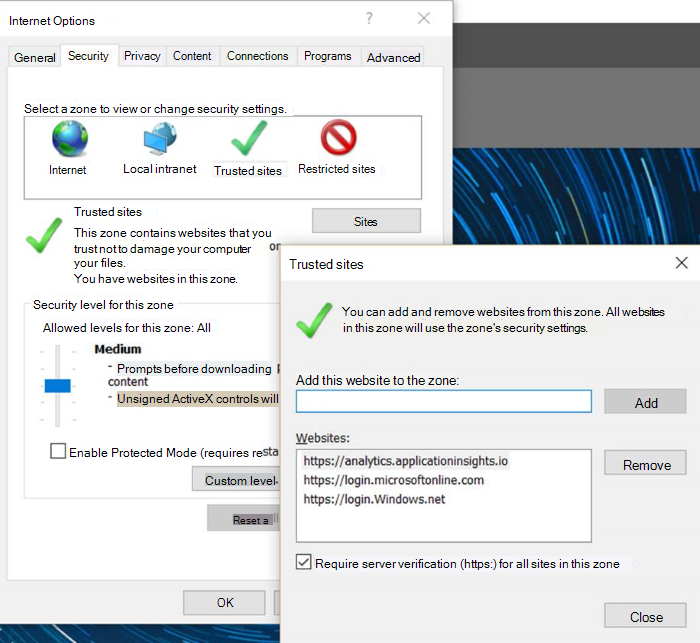 Internet Options
?
General Security Privacy Content Connections Programs Advanced
Select a zone to view or change security settings.
Internet Local intranet Trusted sites Restricted sites
Trusted sites
Sites
This zone contains websites that you
trust not to damage your computer or
your files.
You have websites in this zone.
Security level for this zone
Allowed levels for this zone: All
Medium
- Prompts before downloading
content
- Unsigned ActiveX controls will
Enable Protected Mode (requires resta
Custom level
Reset a
OK
Trusted sites
You can add and remove websites from this zone. All websites
in this zone will use the zone's security settings.
Add this website to the zone:
Add
Websites:
https://analytics.applicationinsights.io
https://login.microsoftonline.com
https://login.Windows.net
Remove
Require server verification (https:) for all sites in this zone
Close